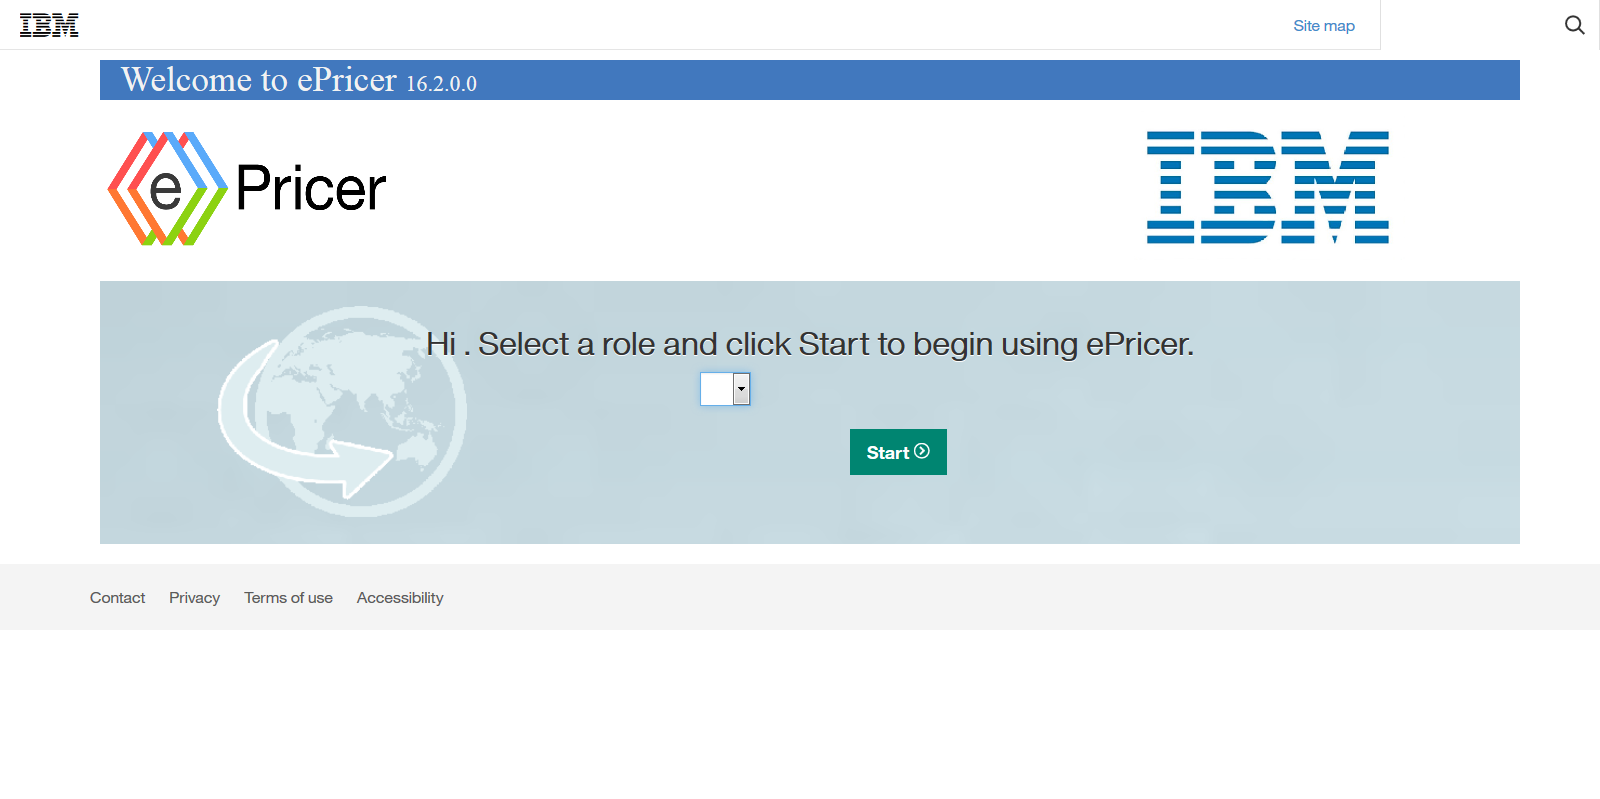 IBM
Site map
Welcome to ePricer 16.2.0.0
ePricer
IBM
Hi . Select a role and click Start to begin using ePricer.
Start
Contact Privacy Terms of use Accessibility